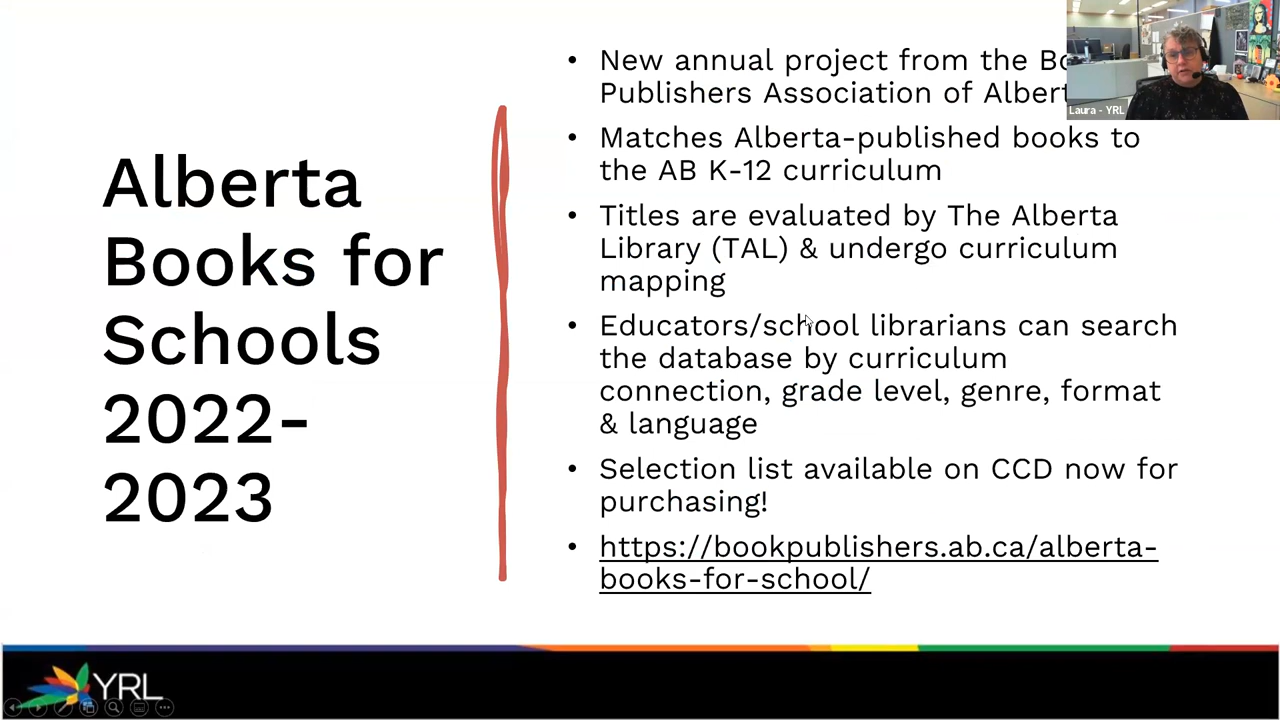 Alberta
Books for
Schools
2022-
2023
• New annual project from the
Publishers Association of
• Matches Alberta-published books to
the AB K-12 curriculum
• Titles are evaluated by The Alberta
Library (TAL) & undergo curriculum
mapping
• Educators/school librarians can search
the database by curriculum
connection, grade level, genre, format
& language
• Selection list available on CCD now for
purchasing!
• https://bookpublishers.ab.ca/alberta-
books-for-school/
Laura - YRL
YRL